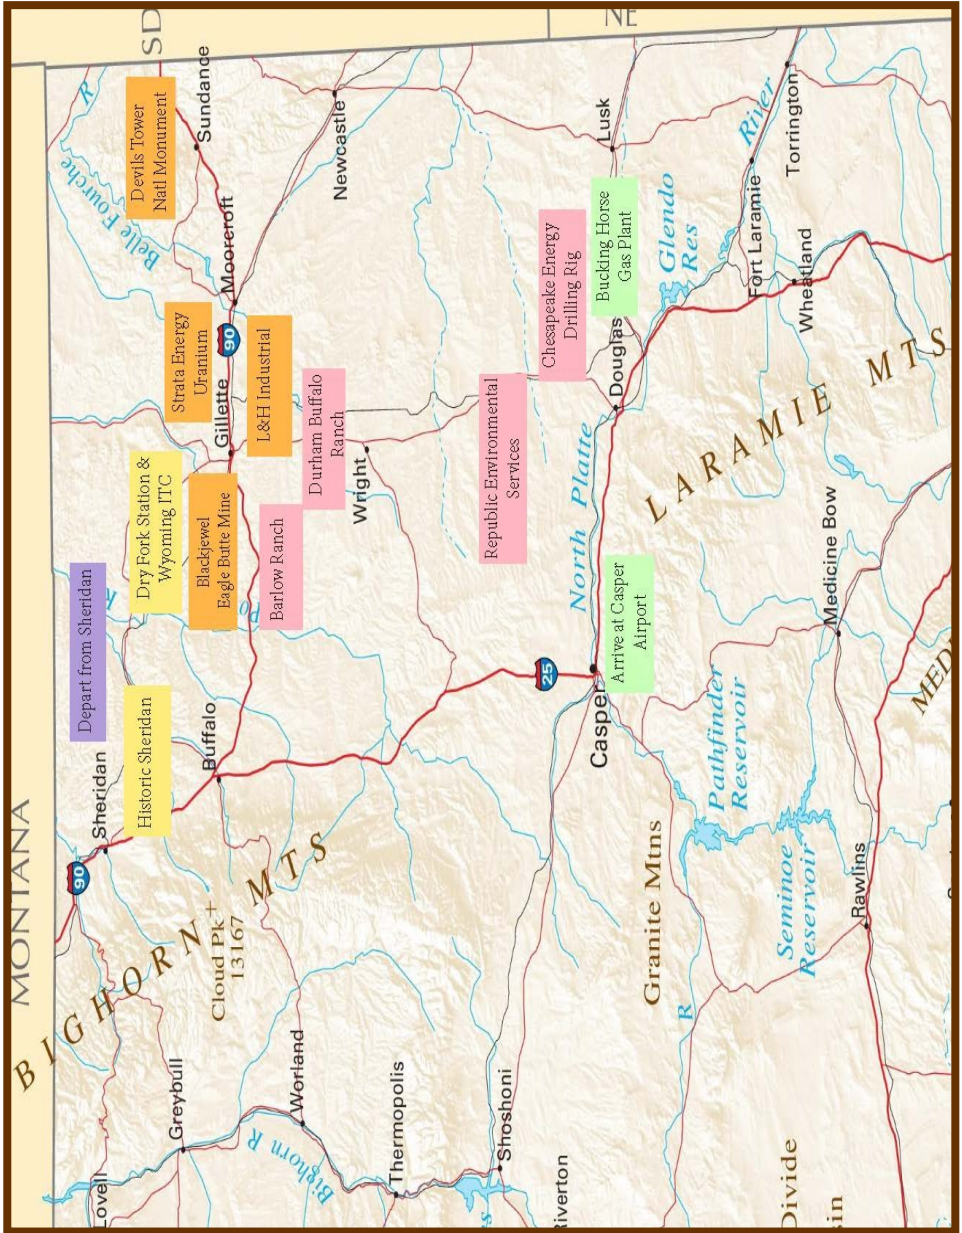 MONTANA
SD
NE
BIGHORN MTS
90
Sheridan
Depart from Sheridan
R
Lovell
Historic Sheridan
Dry Fork Station &
Wyoming ITC
Belle Fourche
Devils Tower
Natl Monument
Sundance
Greybull
Cloud Pk
13167
Buffalo
Blackjewel
Eagle Butte Mine
Strata Energy
Uranium
Gillette
90
Moorcroft
L&H Industrial
Po
Barlow Ranch
Durham Buffalo
Ranch
Bighorn R
Worland
Newcastle
Wright
Thermopolis
Shoshoni
Republic Environmental
Services
Chesapeake Energy
Drilling Rig
25
Casper
Arrive at Casper
Airport
North Platte
Douglas
Bucking Horse
Gas Plant
Lusk
Riverton
Granite Mtns
R
LARAMIE MTS
Glendo
Res
Pathfinder
Reservoir
Fort Laramie
River
Torrington
Wheatland
Seminoe
Reservoir
Divide
Medicine Bow
Rawlins
MED